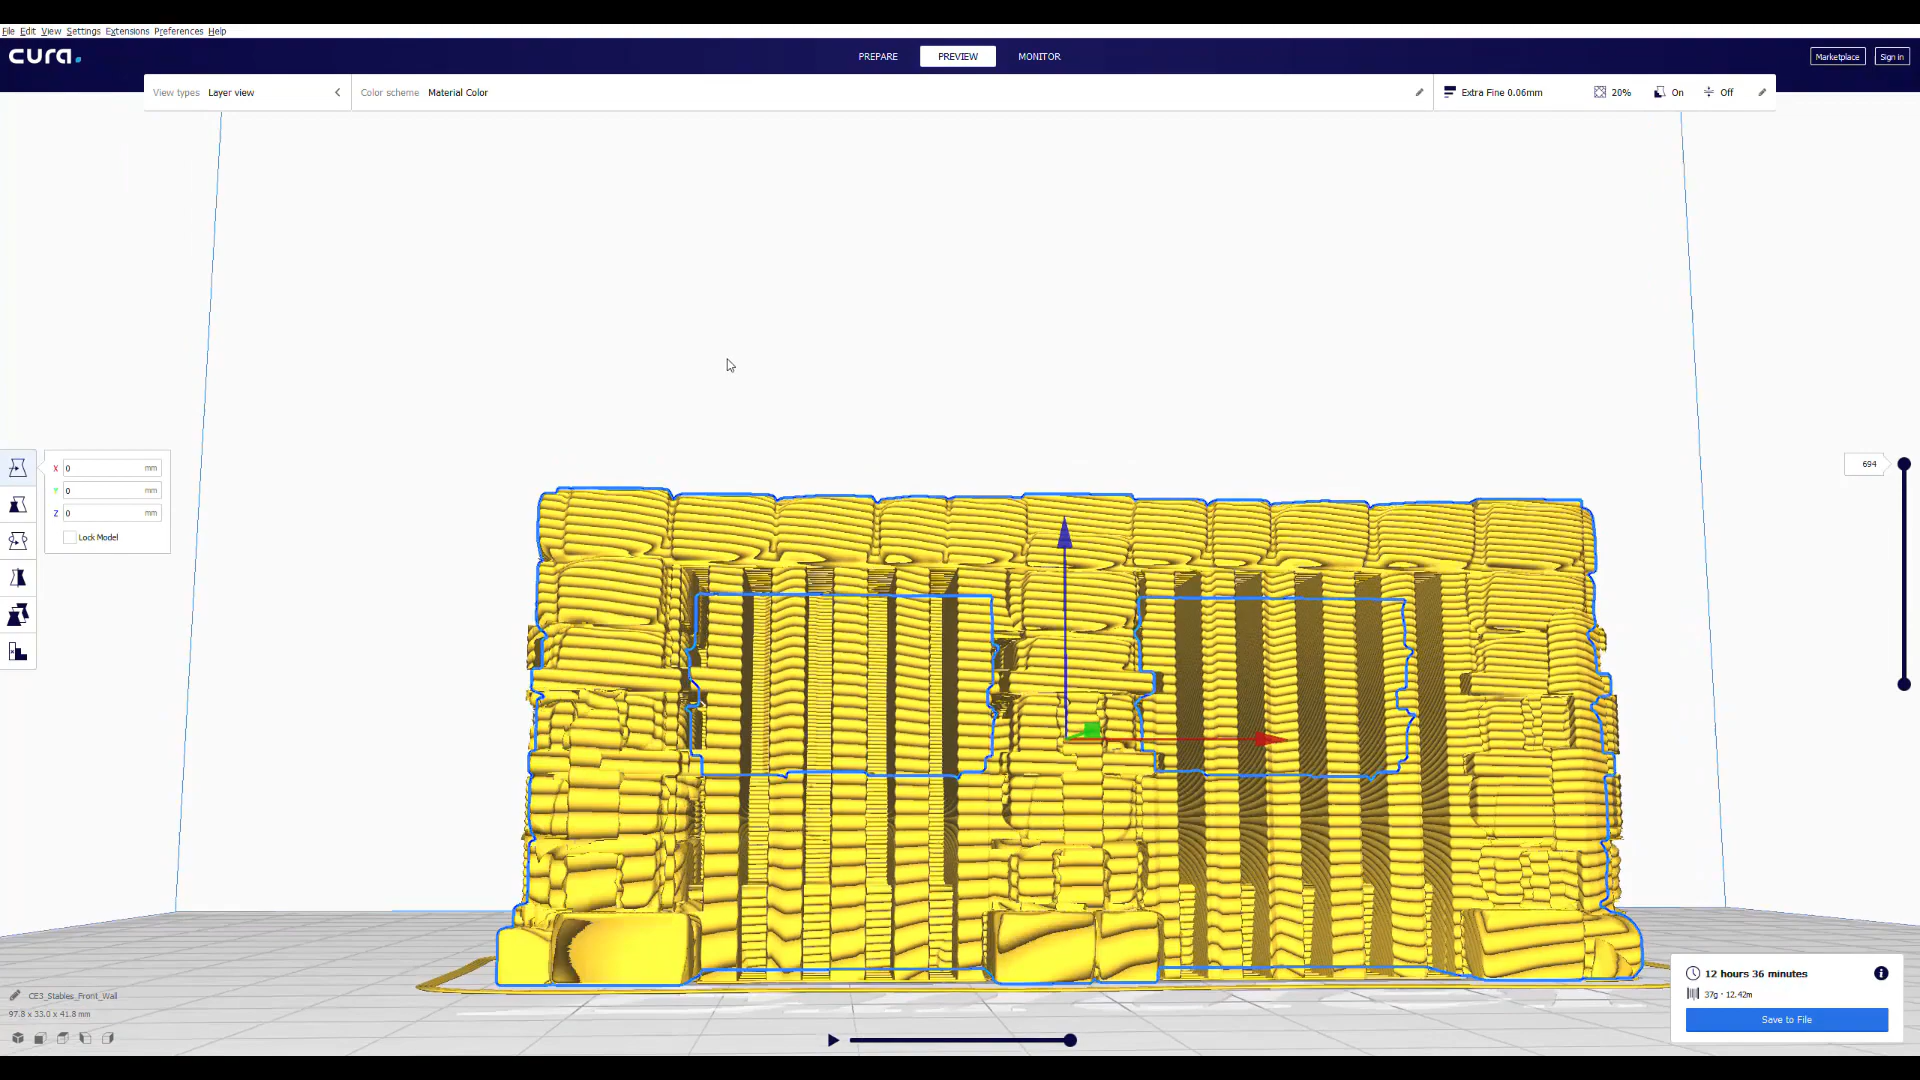 File Edit View Settings Extensions Preferences Help
cura.
PREPARE PREVIEW MONITOR
Marketplace Sign in
View types Layer view Color scheme Material Color
Extra Fine 0.06mm 20% On Off
694
X 0 mm
Y 0 mm
Z 0 mm
Lock Model
12 hours 36 minutes
37g · 12.42m
Save to File
CE3_Stables_Front_Wall
97.8 x 33.0 x 41.8 mm